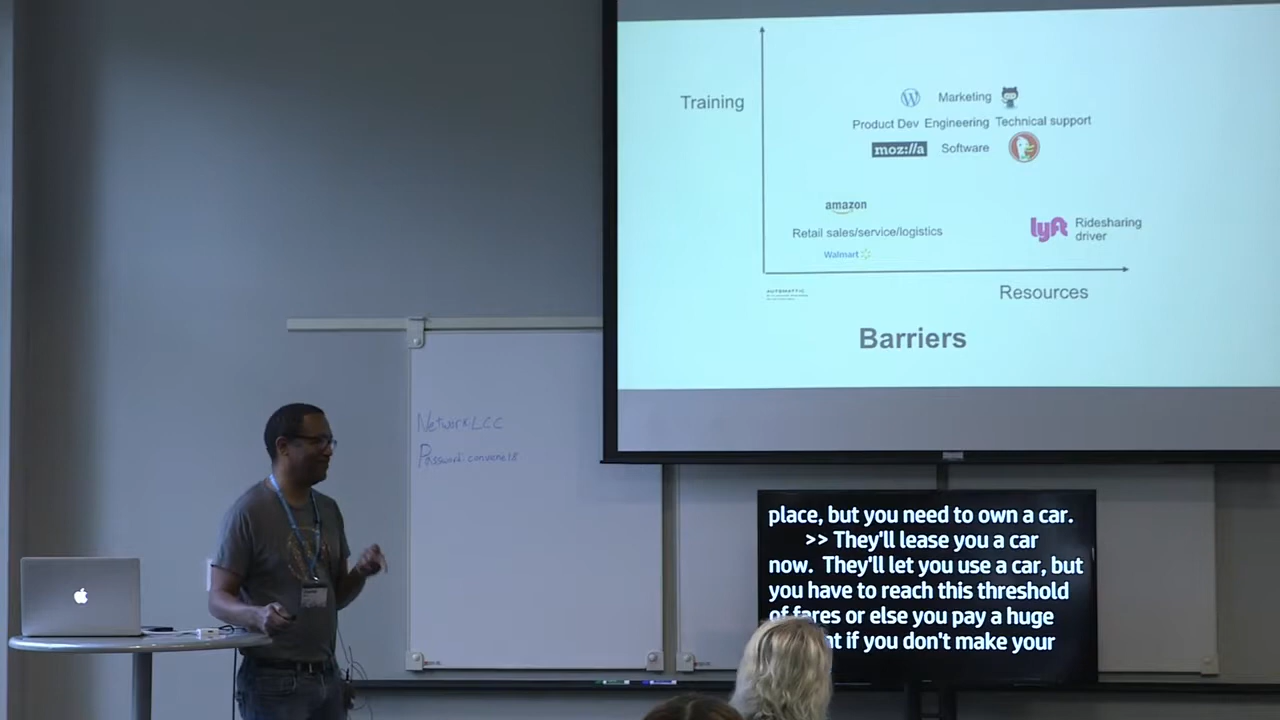 Training
Marketing
Product Dev Engineering Technical support
moz://a Software
amazon
Retail sales/service/logistics
Walmart
lyft Ridesharing
driver
AUTOMATTIC
Resources
Barriers
Network: LCC
Password: convene18
place, but you need to own a car.
>> They'll lease you a car
now. They'll let you use a car, but
you have to reach this threshold
of fares or else you pay a huge
if you don't make your